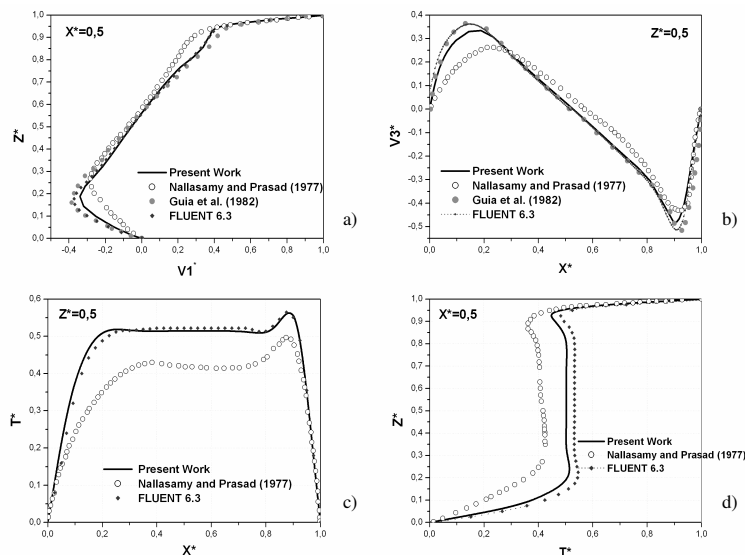 a)
X*=0,5
Z*
1,0
0,9
0,8
0,7
0,6
0,5
0,4
0,3
0,2
0,1
0,0
Present Work
Nallasamy and Prasad (1977)
Guia et al. (1982)
FLUENT 6.3
-0,4 -0,2 0,0 0,2 0,4 0,6 0,8 1,0
V1*
b)
Z*=0,5
V3*
0,4
0,3
0,2
0,1
0,0
-0,1
-0,2
-0,3
-0,4
-0,5
Present Work
Nallasamy and Prasad (1977)
Guia et al. (1982)
FLUENT 6.3
0,0 0,2 0,4 0,6 0,8 1,0
X*
c)
Z*=0,5
T*
0,6
0,5
0,4
0,3
0,2
0,1
0,0
Present Work
Nallasamy and Prasad (1977)
FLUENT 6.3
0,0 0,2 0,4 0,6 0,8 1,0
X*
d)
X*=0,5
Z*
1,0
0,9
0,8
0,7
0,6
0,5
0,4
0,3
0,2
0,1
0,0
Present Work
Nallasamy and Prasad (1977)
FLUENT 6.3
0,0 0,2 0,4 0,6 0,8 1,0
T*